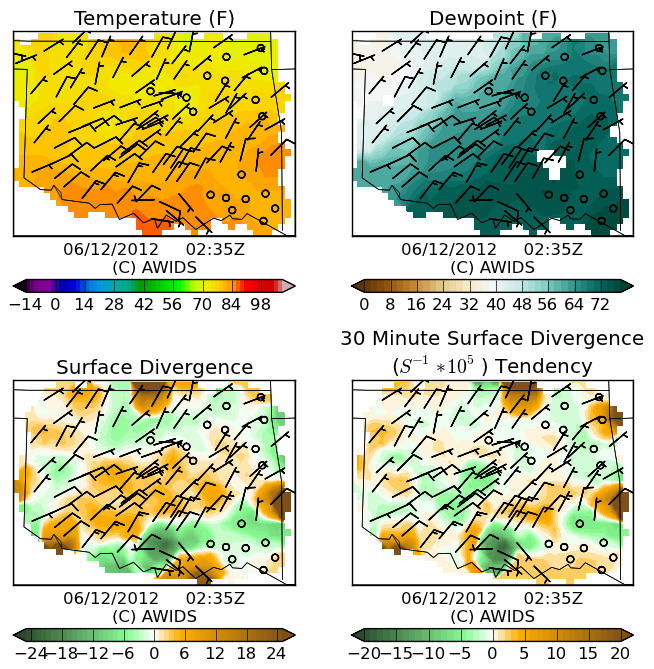 Temperature (F)
Dewpoint (F)
06/12/2012 02:35Z
(C) AWIDS
−14 0 14 28 42 56 70 84 98
06/12/2012 02:35Z
(C) AWIDS
0 8 16 24 32 40 48 56 64 72
Surface Divergence
30 Minute Surface Divergence
(S⁻¹ *10⁵ ) Tendency
06/12/2012 02:35Z
(C) AWIDS
−24 −18 −12 −6 0 6 12 18 24
06/12/2012 02:35Z
(C) AWIDS
−20 −15 −10 −5 0 5 10 15 20